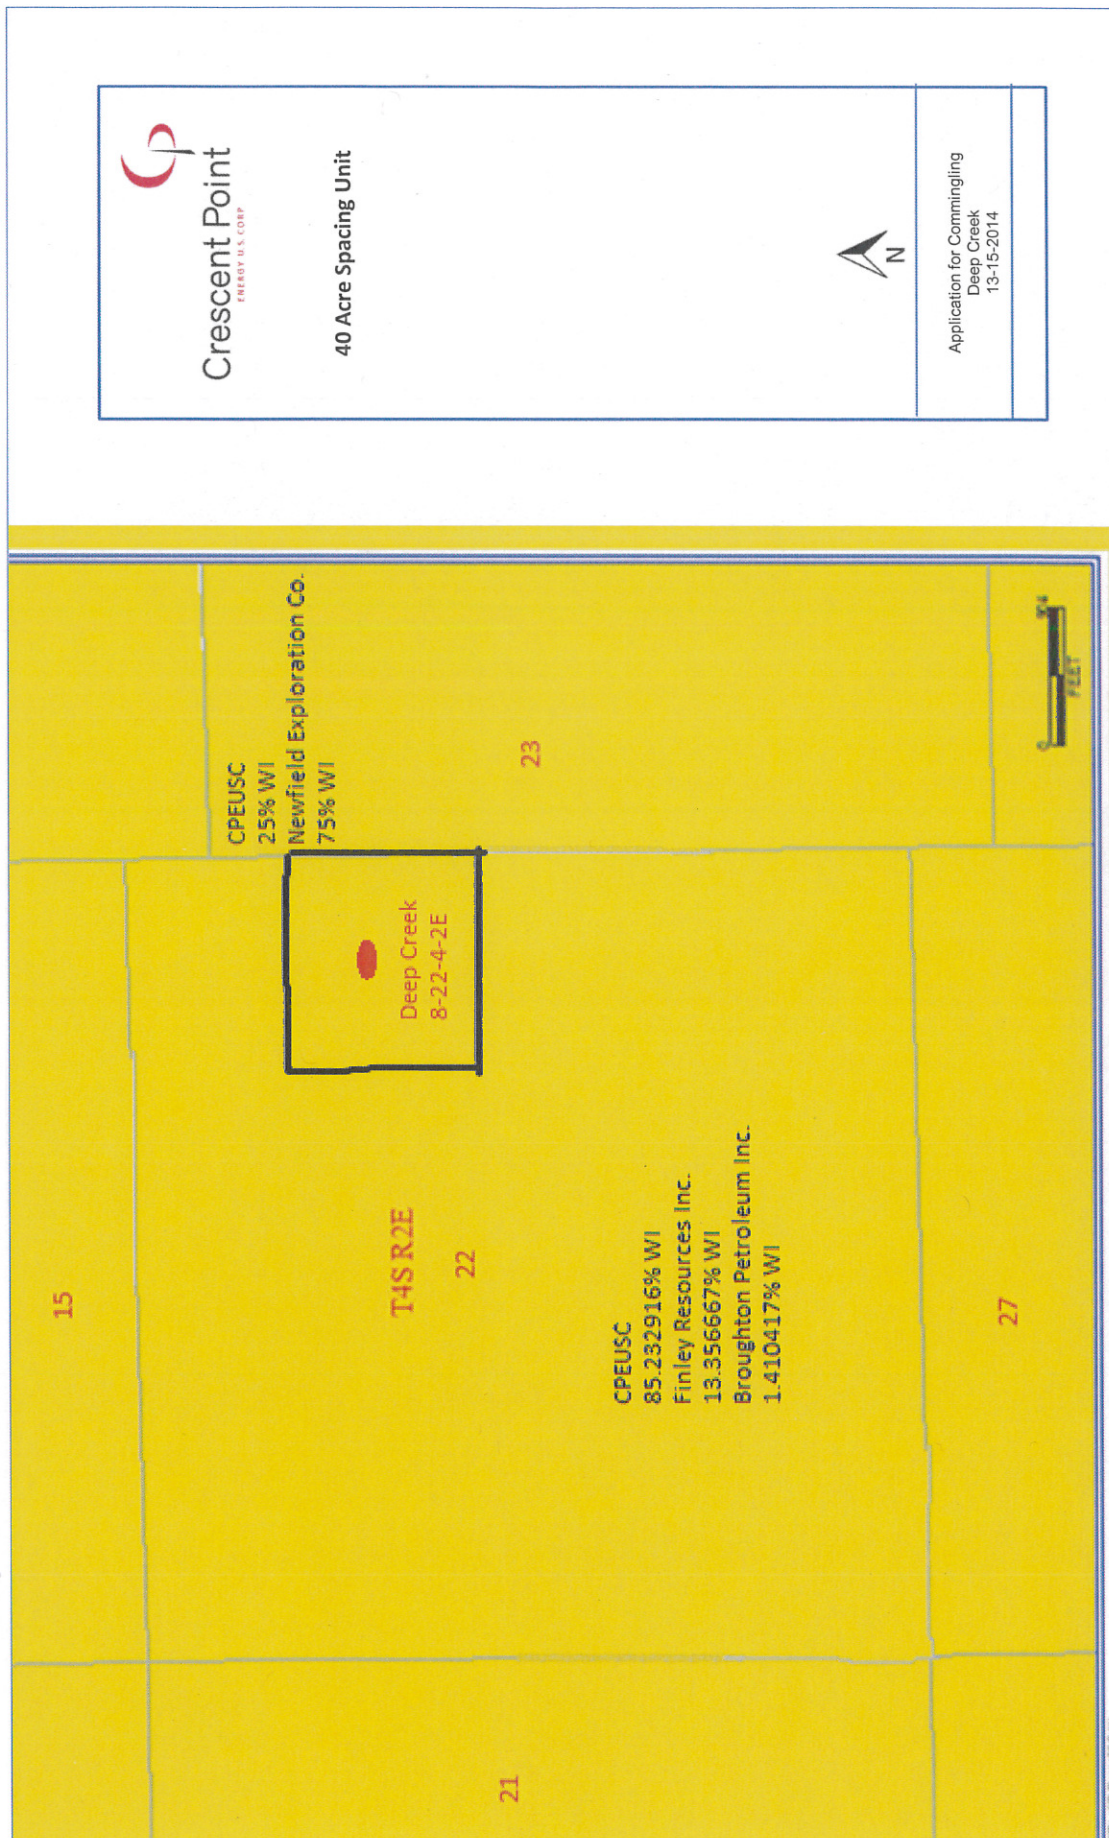 15
21
T4S R2E
22
CPEUSC
85.232916% WI
Finley Resources Inc.
13.356667% WI
Broughton Petroleum Inc.
1.410417% WI
27
Deep Creek
8-22-4-2E
CPEUSC
25% WI
Newfield Exploration Co.
75% WI
23
0
FEET
Crescent Point
ENERGY U.S. CORP
40 Acre Spacing Unit
N
Application for Commingling
Deep Creek
13-15-2014